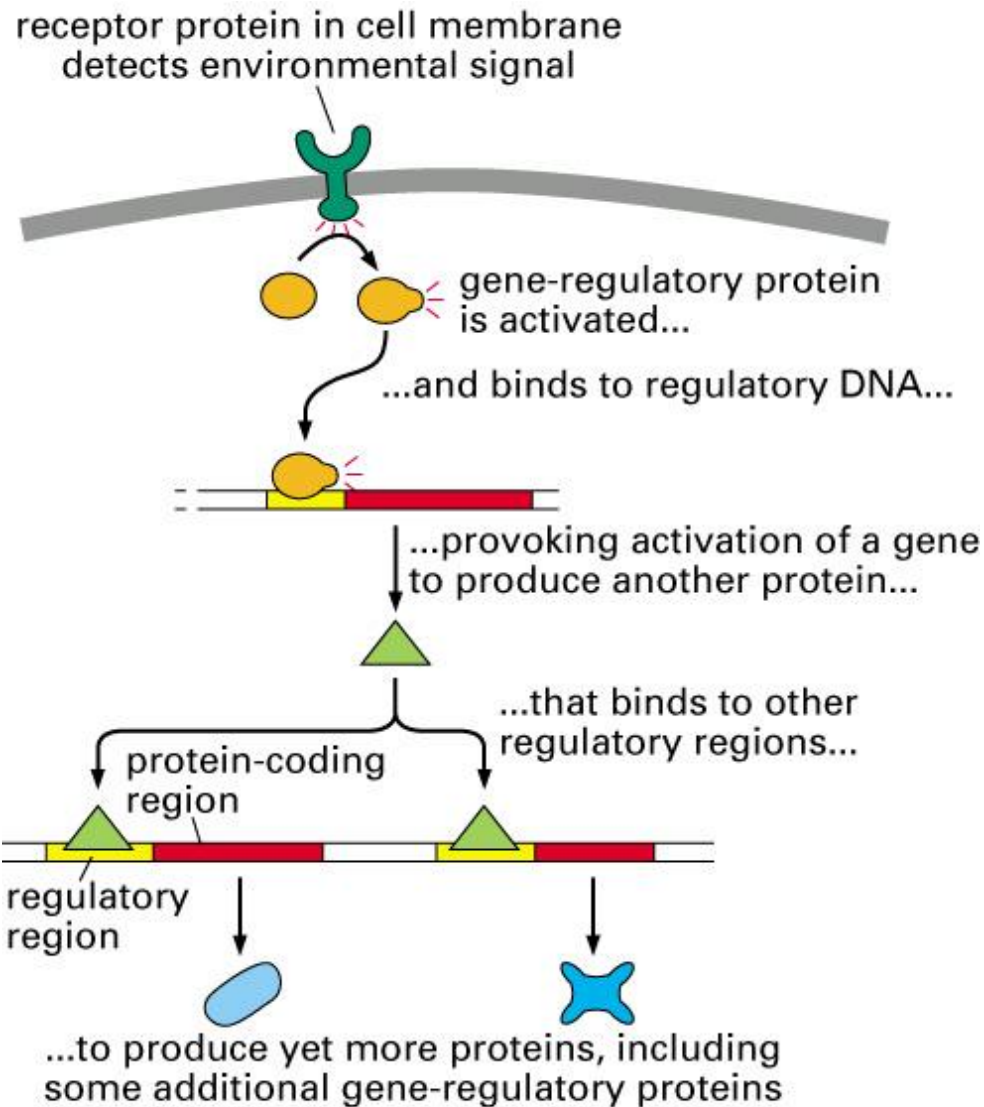 receptor protein in cell membrane
detects environmental signal
gene-regulatory protein
is activated...
...and binds to regulatory DNA...
...provoking activation of a gene
to produce another protein...
...that binds to other
regulatory regions...
protein-coding
region
regulatory
region
...to produce yet more proteins, including
some additional gene-regulatory proteins